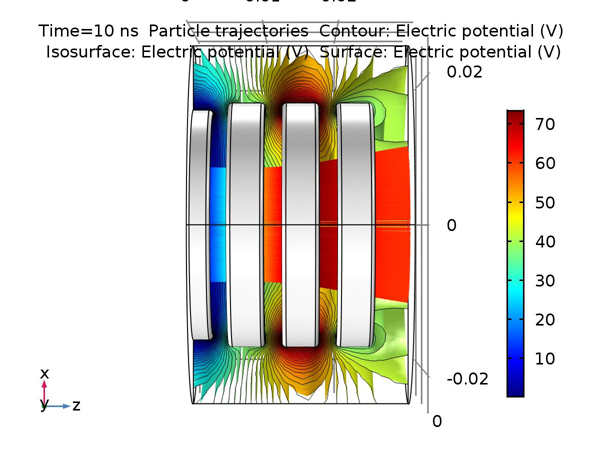 Time=10 ns  Particle trajectories  Contour: Electric potential (V)
Isosurface: Electric potential (V)  Surface: Electric potential (V)
0.02
0
-0.02
0
70
60
50
40
30
20
10
x
y
z